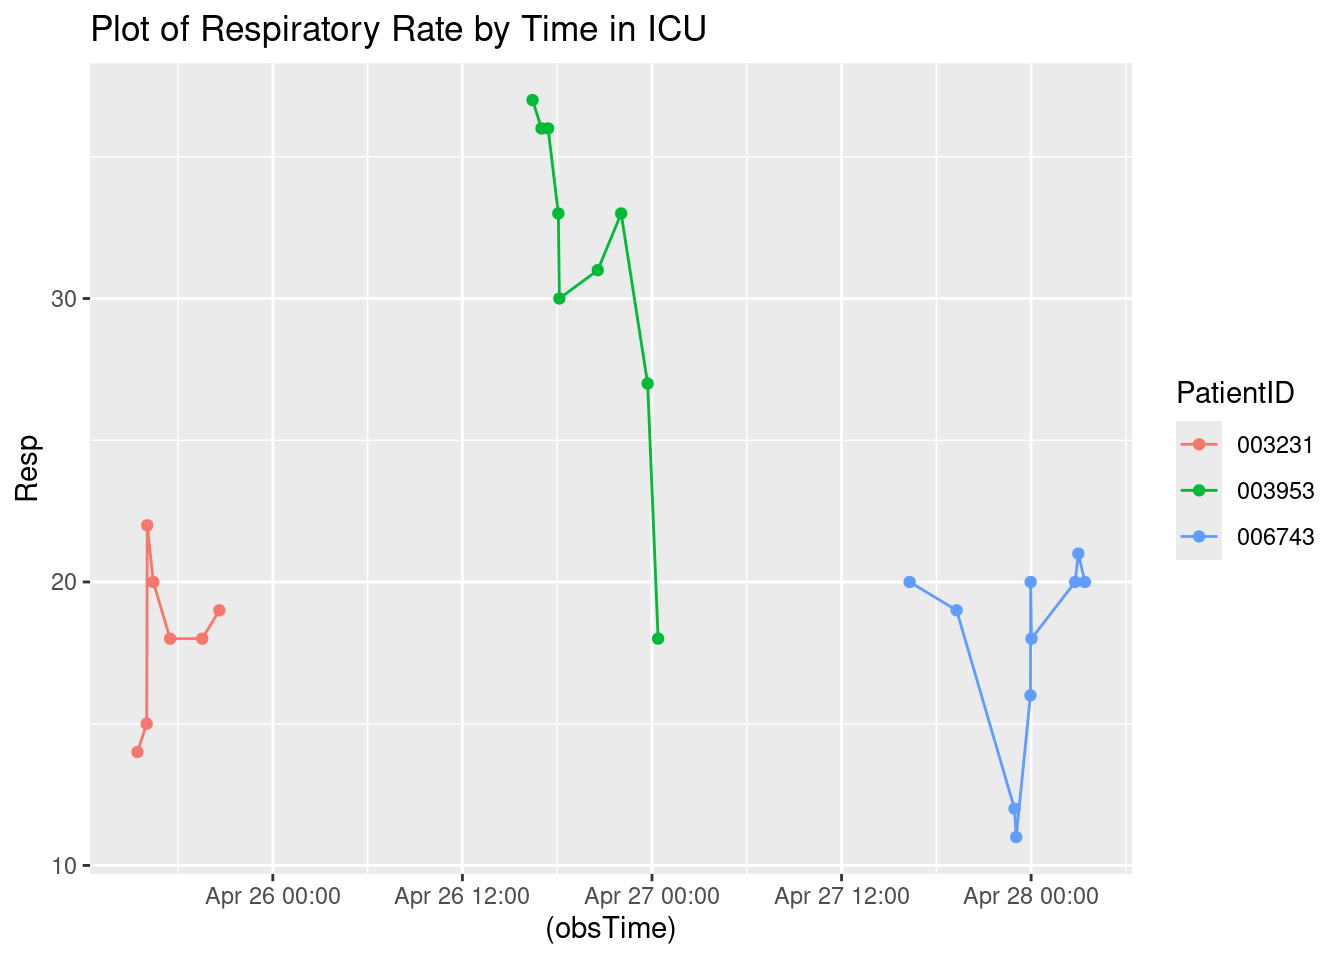 Plot of Respiratory Rate by Time in ICU
Resp
30
20
10
Apr 26 00:00 Apr 26 12:00 Apr 27 00:00 Apr 27 12:00 Apr 28 00:00
(obsTime)
PatientID
003231
003953
006743